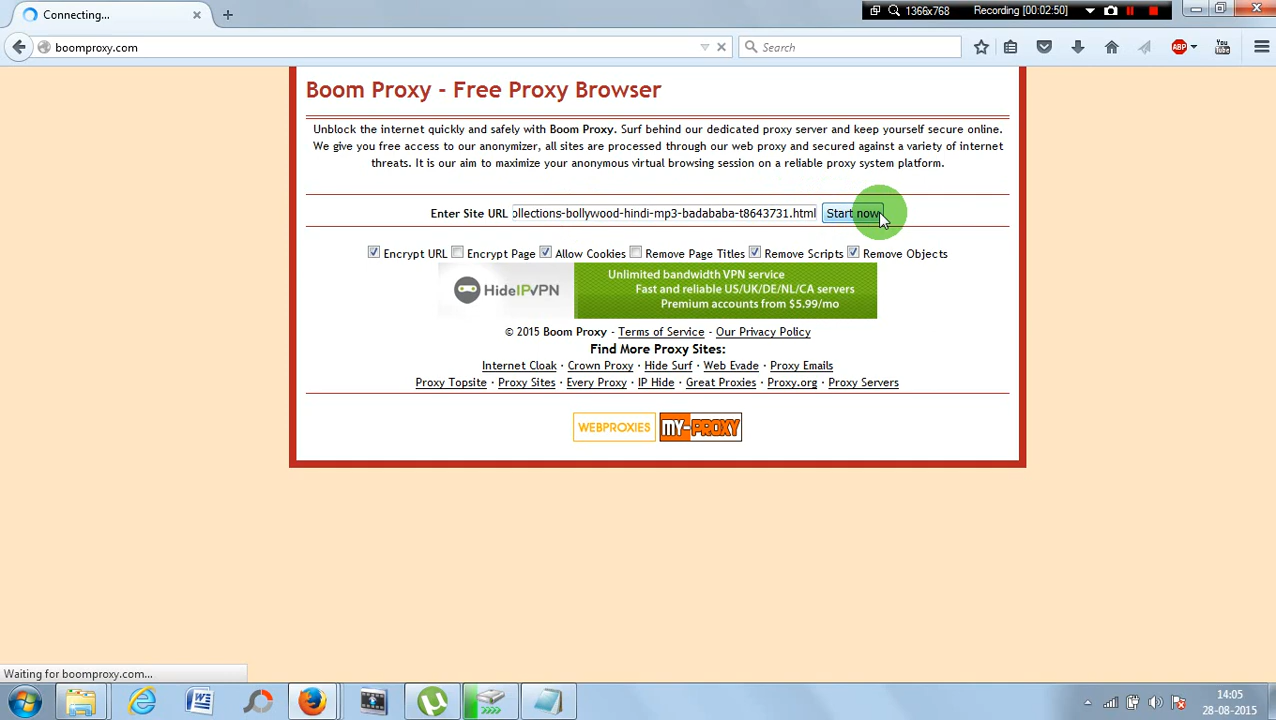 Connecting...
1366x768
Recording [00:02:50]
boomproxy.com
Search
ABP
You
Tube
Boom Proxy - Free Proxy Browser
Unblock the internet quickly and safely with Boom Proxy. Surf behind our dedicated proxy server and keep yourself secure online.
We give you free access to our anonymizer, all sites are processed through our web proxy and secured against a variety of internet
threats. It is our aim to maximize your anonymous virtual browsing session on a reliable proxy system platform.
Enter Site URL ollections-bollywood-hindi-mp3-badababa-t8643731.html Start now
Encrypt URL Encrypt Page Allow Cookies Remove Page Titles Remove Scripts Remove Objects
HideIPVPN
Unlimited bandwidth VPN service
Fast and reliable US/UK/DE/NL/CA servers
Premium accounts from $5.99/mo
© 2015 Boom Proxy - Terms of Service - Our Privacy Policy
Find More Proxy Sites:
Internet Cloak · Crown Proxy · Hide Surf · Web Evade · Proxy Emails
Proxy Topsite · Proxy Sites · Every Proxy · IP Hide · Great Proxies · Proxy.org · Proxy Servers
WEBPROXIES MY-PROXY
Waiting for boomproxy.com...
14:05
28-08-2015